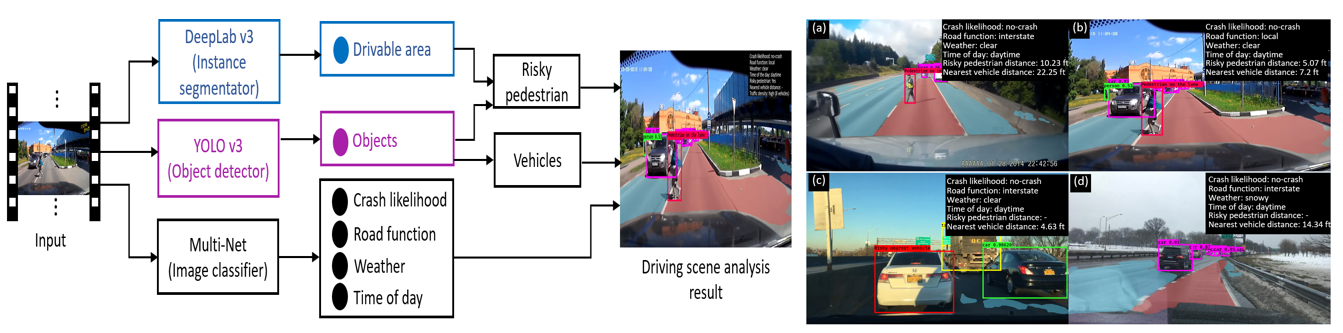 DeepLab v3
(Instance
segmentator)
YOLO v3
(Object detector)
Multi-Net
(Image classifier)
Input
Drivable area
Objects
Crash likelihood
Road function
Weather
Time of day
Risky
pedestrian
Vehicles
Driving scene analysis
result
(a)
Crash likelihood: no-crash
Road function: interstate
Weather: clear
Time of day: daytime
Risky pedestrian distance: 10.23 ft
Nearest vehicle distance: 22.25 ft
(b)
Crash likelihood: no-crash
Road function: local
Weather: clear
Time of day: daytime
Risky pedestrian distance: 5.07 ft
Nearest vehicle distance: 7.2 ft
(c)
Crash likelihood: no-crash
Road function: interstate
Weather: clear
Time of day: daytime
Risky pedestrian distance: -
Nearest vehicle distance: 4.63 ft
(d)
Crash likelihood: no-crash
Road function: interstate
Weather: snowy
Time of day: daytime
Risky pedestrian distance: -
Nearest vehicle distance: 14.34 ft